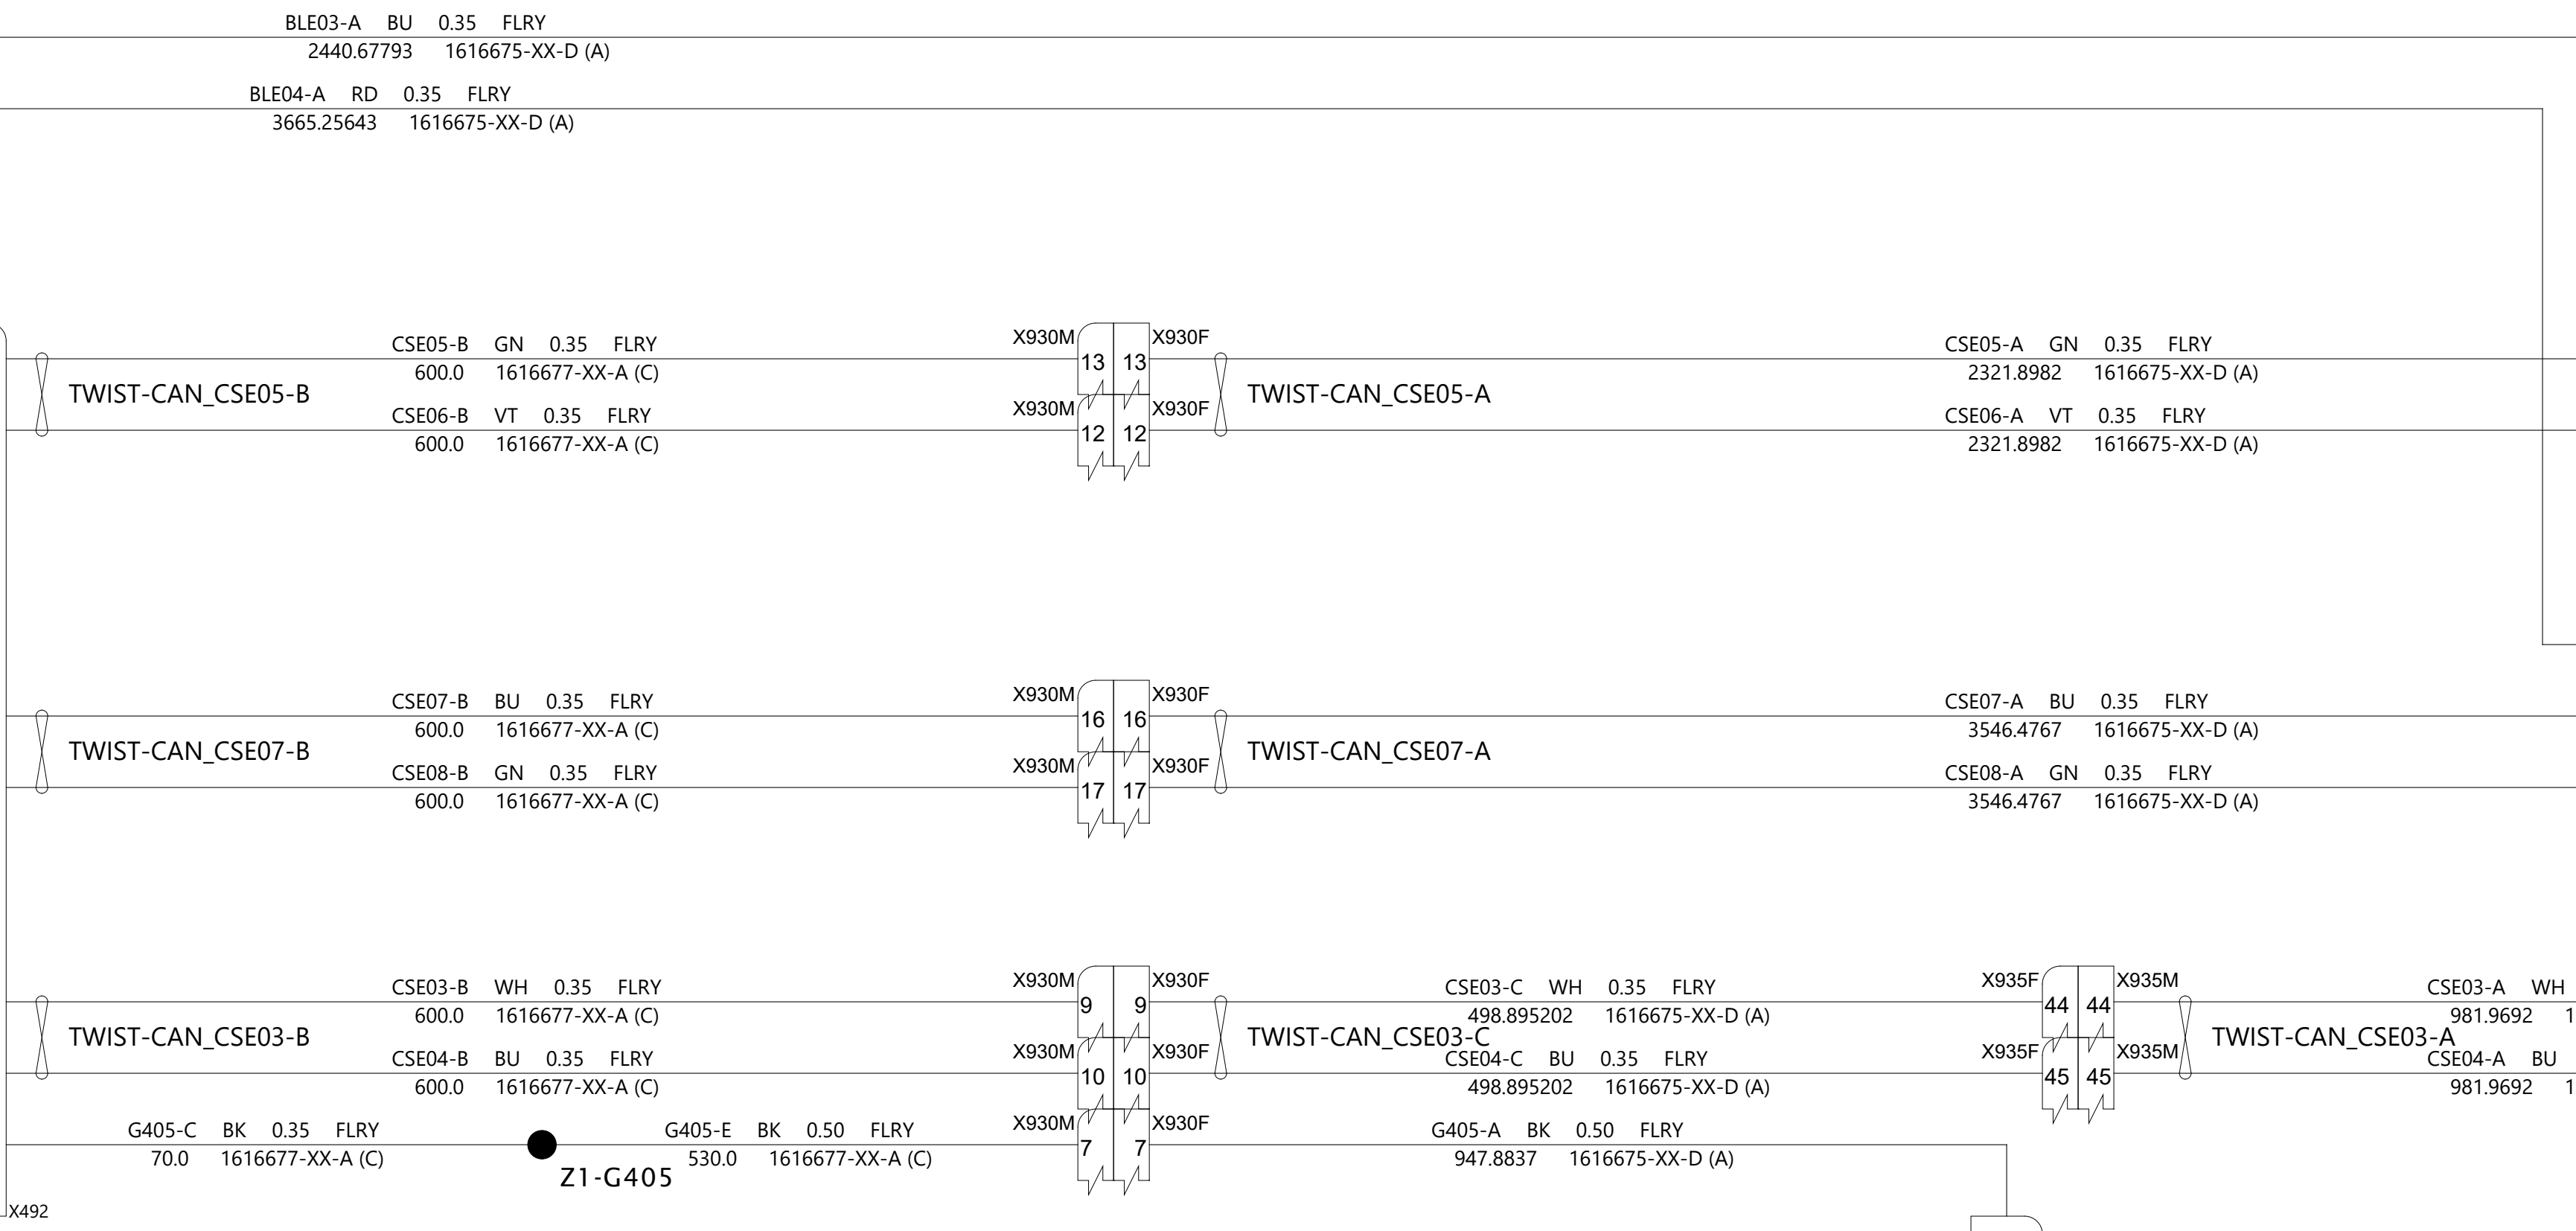 BLE03-A BU 0.35 FLRY
2440.67793 1616675-XX-D (A)
BLE04-A RD 0.35 FLRY
3665.25643 1616675-XX-D (A)
CSE05-B GN 0.35 FLRY
600.0 1616677-XX-A (C)
TWIST-CAN_CSE05-B
CSE06-B VT 0.35 FLRY
600.0 1616677-XX-A (C)
X930M 13 13 X930F
X930M 12 12 X930F
TWIST-CAN_CSE05-A
CSE05-A GN 0.35 FLRY
2321.8982 1616675-XX-D (A)
CSE06-A VT 0.35 FLRY
2321.8982 1616675-XX-D (A)
CSE07-B BU 0.35 FLRY
600.0 1616677-XX-A (C)
TWIST-CAN_CSE07-B
CSE08-B GN 0.35 FLRY
600.0 1616677-XX-A (C)
X930M 16 16 X930F
X930M 17 17 X930F
TWIST-CAN_CSE07-A
CSE07-A BU 0.35 FLRY
3546.4767 1616675-XX-D (A)
CSE08-A GN 0.35 FLRY
3546.4767 1616675-XX-D (A)
CSE03-B WH 0.35 FLRY
600.0 1616677-XX-A (C)
TWIST-CAN_CSE03-B
CSE04-B BU 0.35 FLRY
600.0 1616677-XX-A (C)
X930M 9 9 X930F
X930M 10 10 X930F
CSE03-C WH 0.35 FLRY
498.895202 1616675-XX-D (A)
TWIST-CAN_CSE03-C
CSE04-C BU 0.35 FLRY
498.895202 1616675-XX-D (A)
X935F 44 44 X935M
X935F 45 45 X935M
CSE03-A WH
981.9692 1
TWIST-CAN_CSE03-A
CSE04-A BU
981.9692 1
G405-C BK 0.35 FLRY
70.0 1616677-XX-A (C)
Z1-G405
G405-E BK 0.50 FLRY
530.0 1616677-XX-A (C)
X930M 7 7 X930F
G405-A BK 0.50 FLRY
947.8837 1616675-XX-D (A)
X492